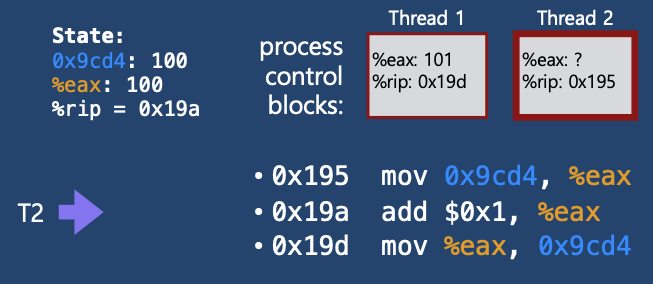 State:
0x9cd4: 100
%eax: 100
%rip = 0x19a
process
control
blocks:
Thread 1
%eax: 101
%rip: 0x19d
Thread 2
%eax: ?
%rip: 0x195
T2
• 0x195 mov 0x9cd4, %eax
• 0x19a add $0x1, %eax
• 0x19d mov %eax, 0x9cd4